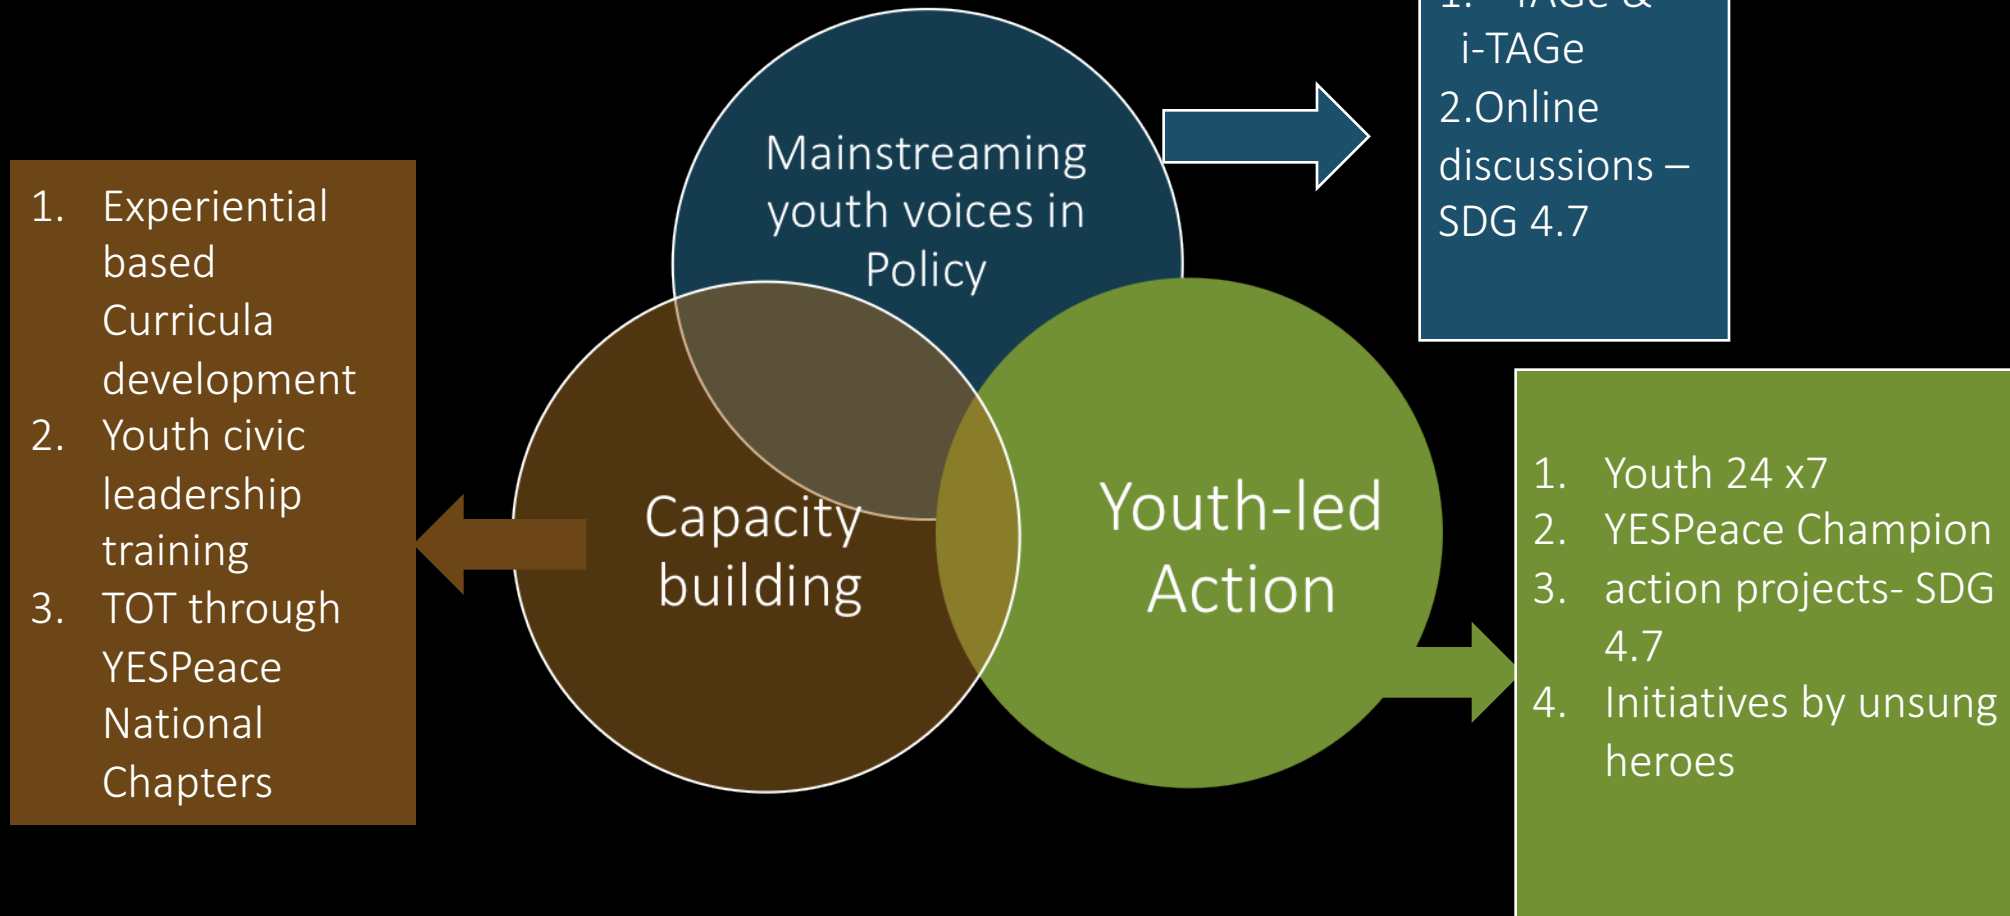 1. TAGe &
i-TAGe
2.Online
discussions –
SDG 4.7
Mainstreaming
youth voices in
Policy
1. Experiential
based
Curricula
development
2. Youth civic
leadership
training
3. TOT through
YESPeace
National
Chapters
Capacity
building
Youth-led
Action
1. Youth 24 x7
2. YESPeace Champion
3. action projects- SDG
4.7
4. Initiatives by unsung
heroes